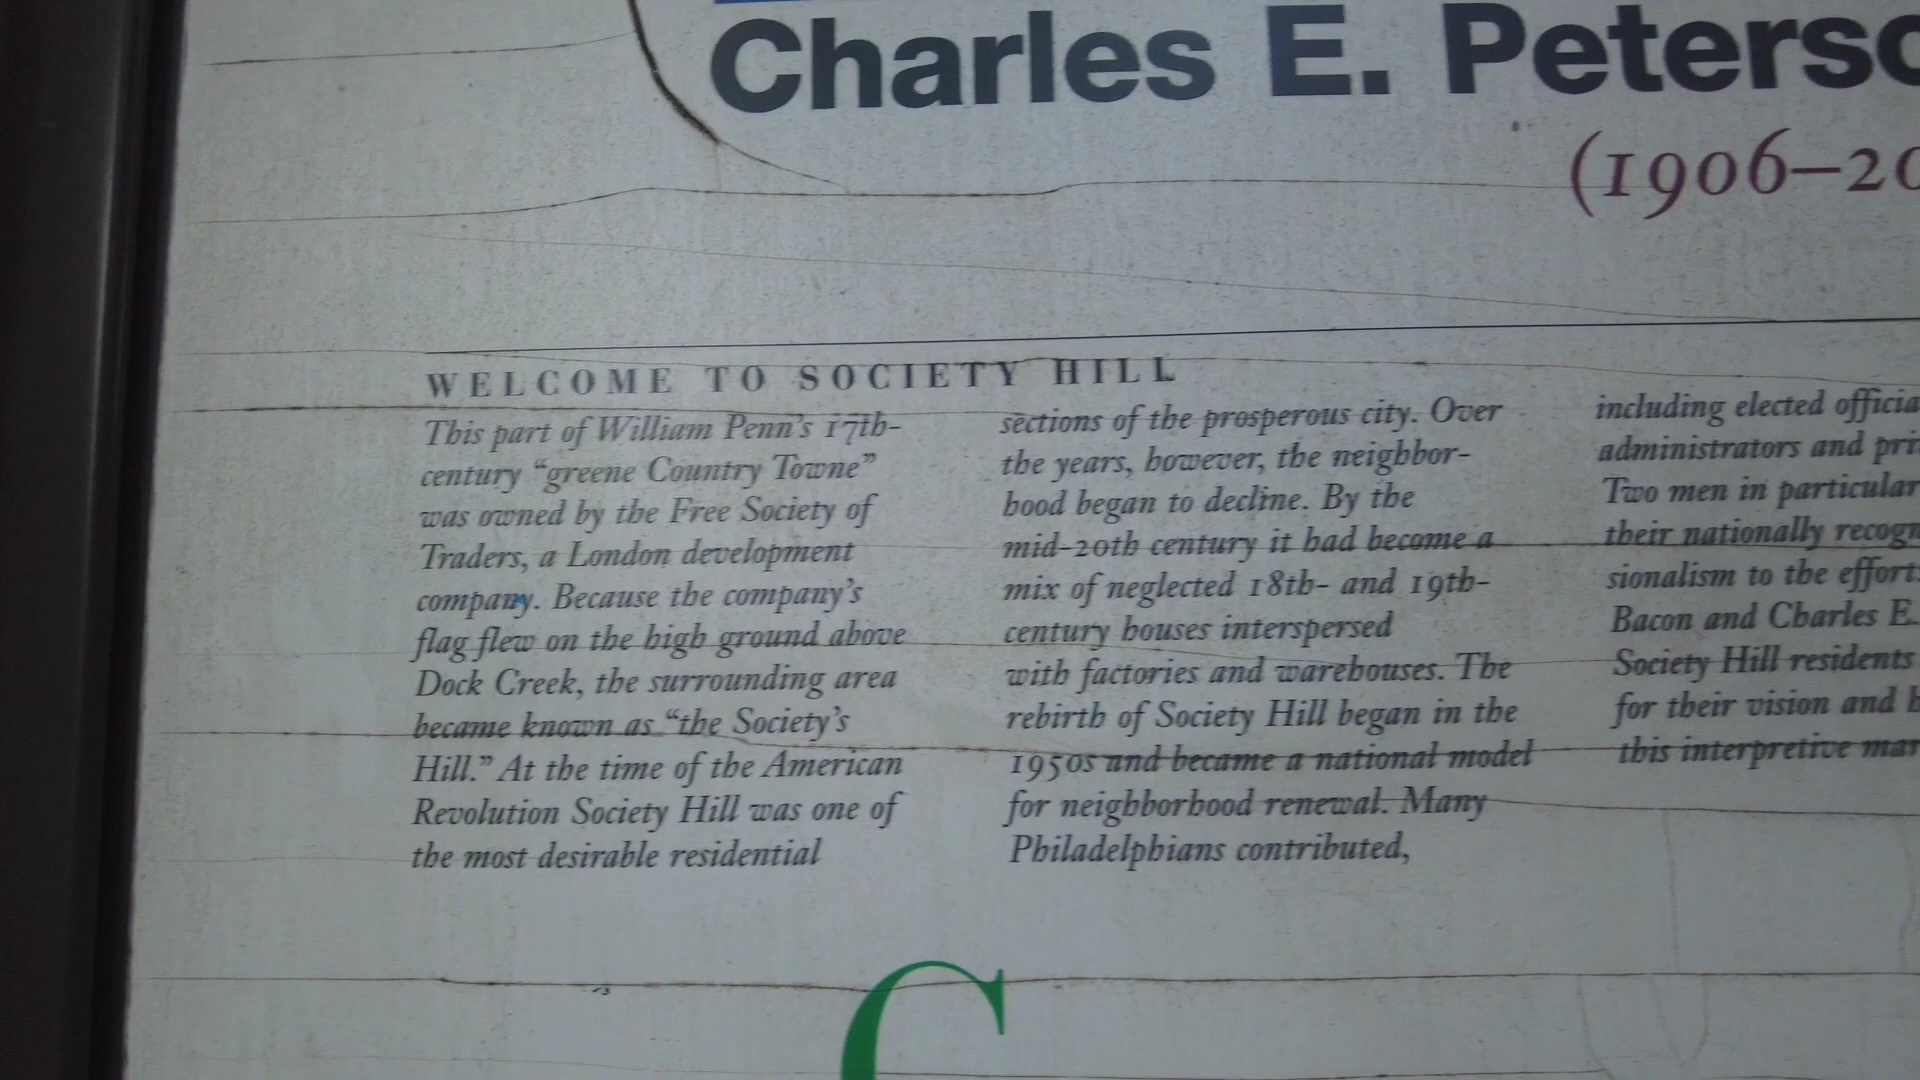 Charles E. Peterso
(1906–20
WELCOME TO SOCIETY HILL
This part of William Penn's 17th-
century “greene Country Towne”
was owned by the Free Society of
Traders, a London development
company. Because the company's
flag flew on the high ground above
Dock Creek, the surrounding area
became known as “the Society's
Hill.” At the time of the American
Revolution Society Hill was one of
the most desirable residential
sections of the prosperous city. Over
the years, however, the neighbor-
hood began to decline. By the
mid-20th century it had become a
mix of neglected 18th- and 19th-
century houses interspersed
with factories and warehouses. The
rebirth of Society Hill began in the
1950s and became a national model
for neighborhood renewal. Many
Philadelphians contributed,
including elected officia
administrators and pri
Two men in particular
their nationally recogn
sionalism to the effort.
Bacon and Charles E.
Society Hill residents
for their vision and
this interpretive mar
C